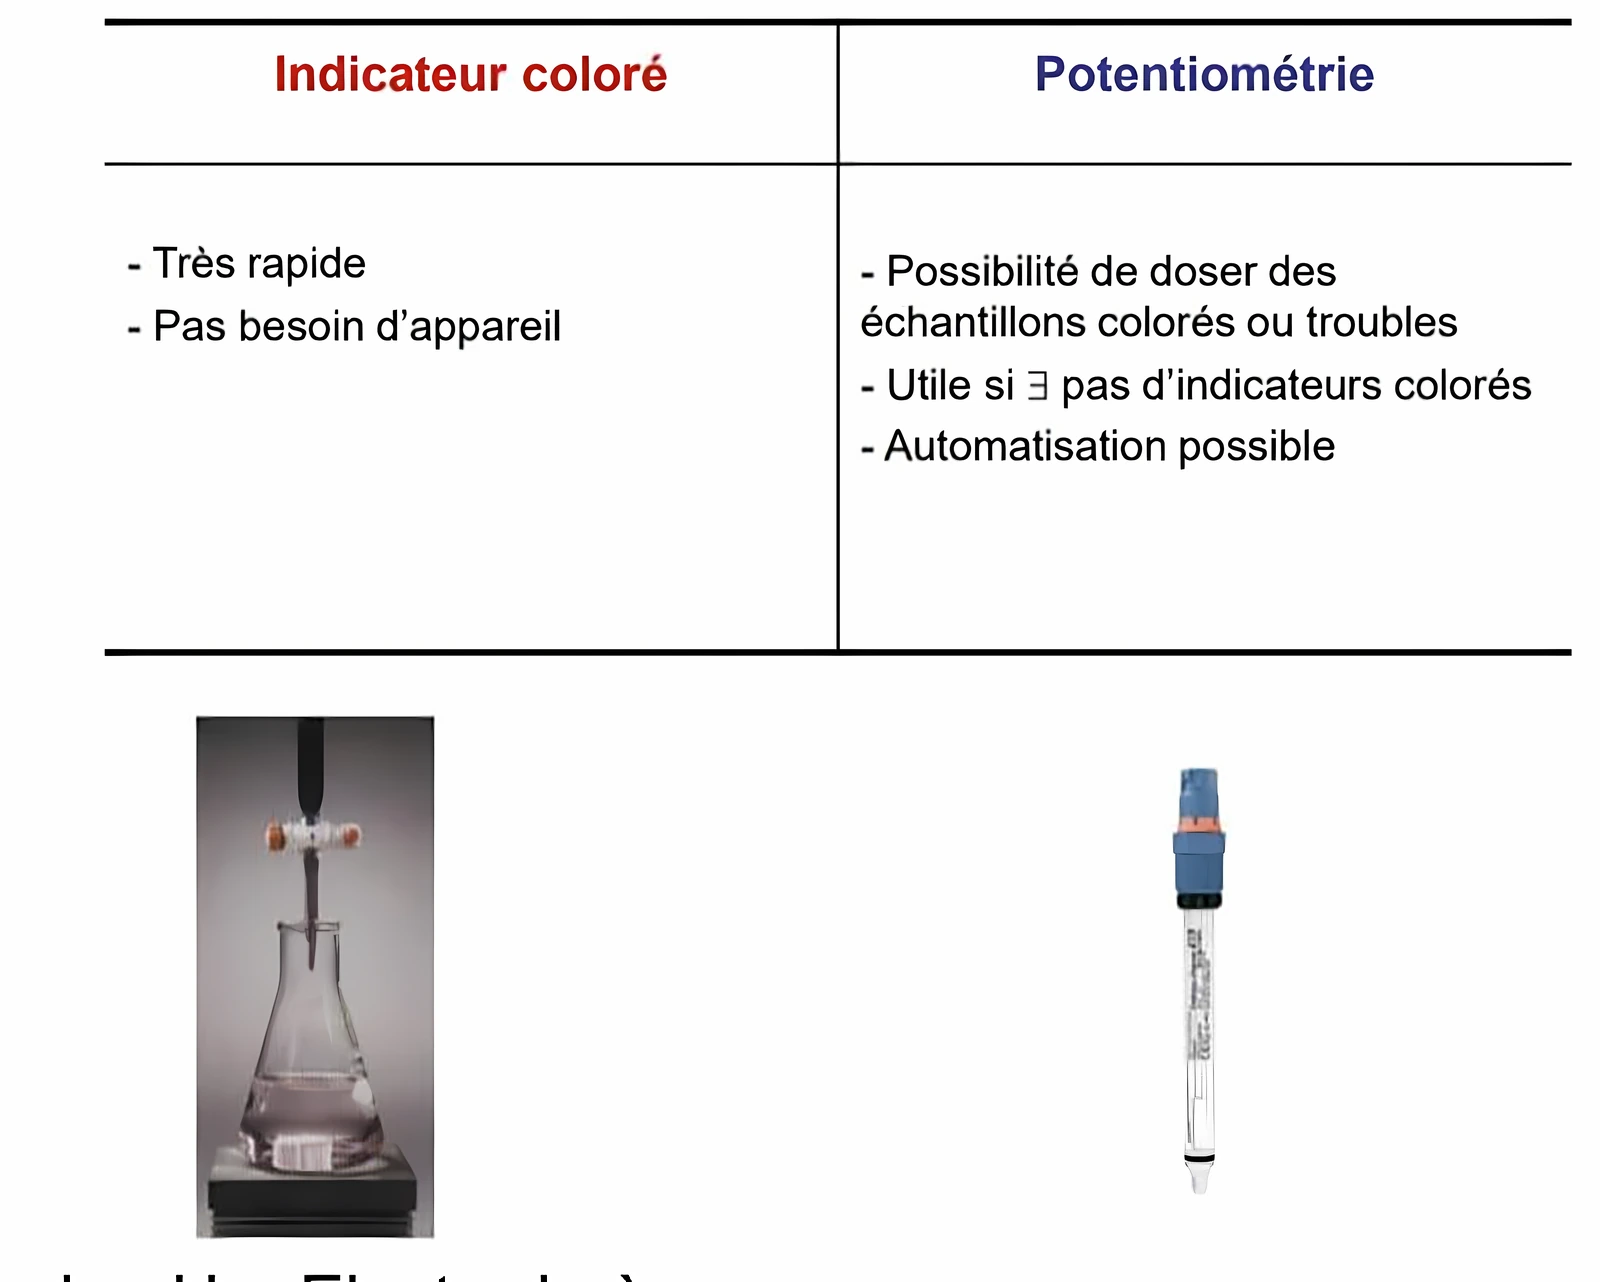 Indicateur coloré
Potentiométrie
- Très rapide
- Pas besoin d’appareil
- Possibilité de doser des
échantillons colorés ou troubles
- Utile si ∃ pas d’indicateurs colorés
- Automatisation possible